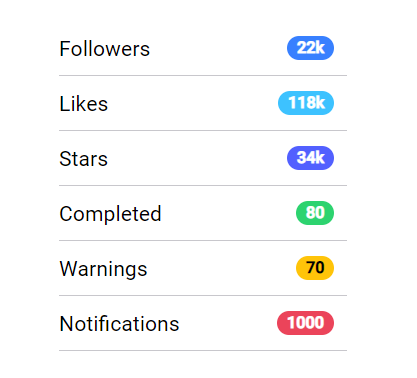 Followers 22k
Likes 118k
Stars 34k
Completed 80
Warnings 70
Notifications 1000